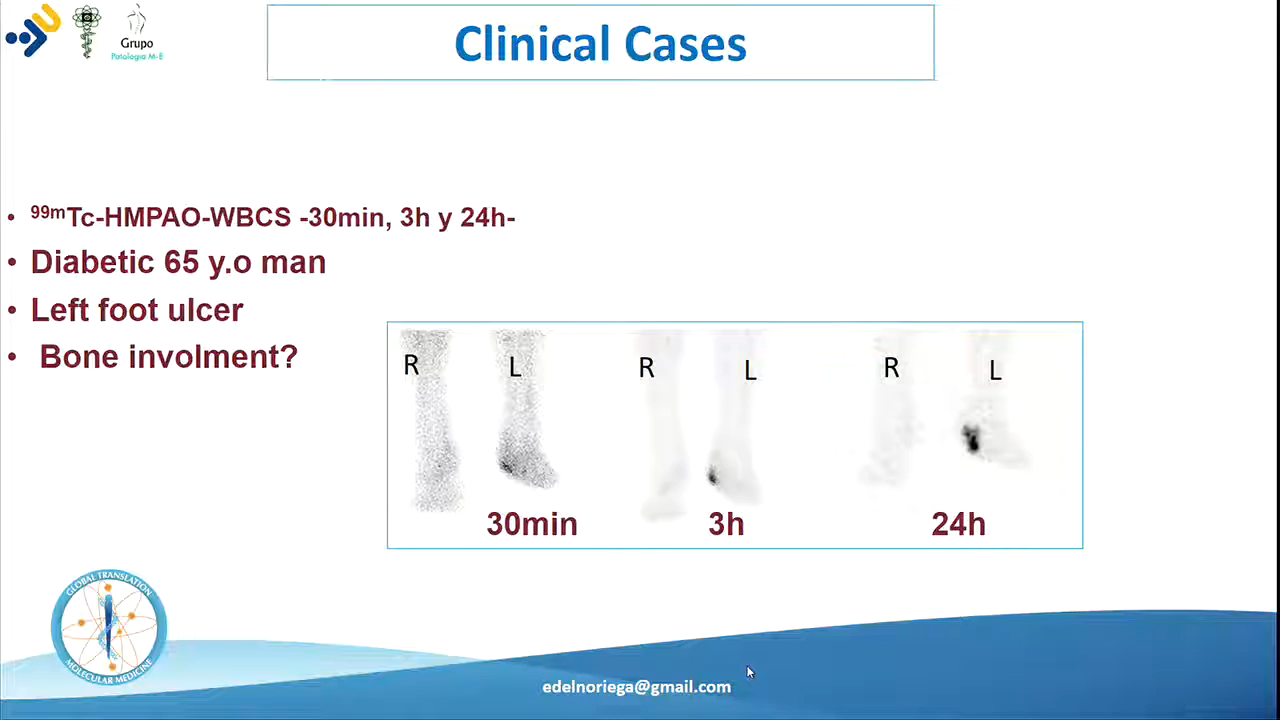 Grupo
Patología M-E
Clinical Cases
• ⁹⁹ᵐTc-HMPAO-WBCS -30min, 3h y 24h-
• Diabetic 65 y.o man
• Left foot ulcer
• Bone involment?
R L R L R L
30min 3h 24h
GLOBAL TRANSLATION
MOLECULAR MEDICINE
edelnoriega@gmail.com